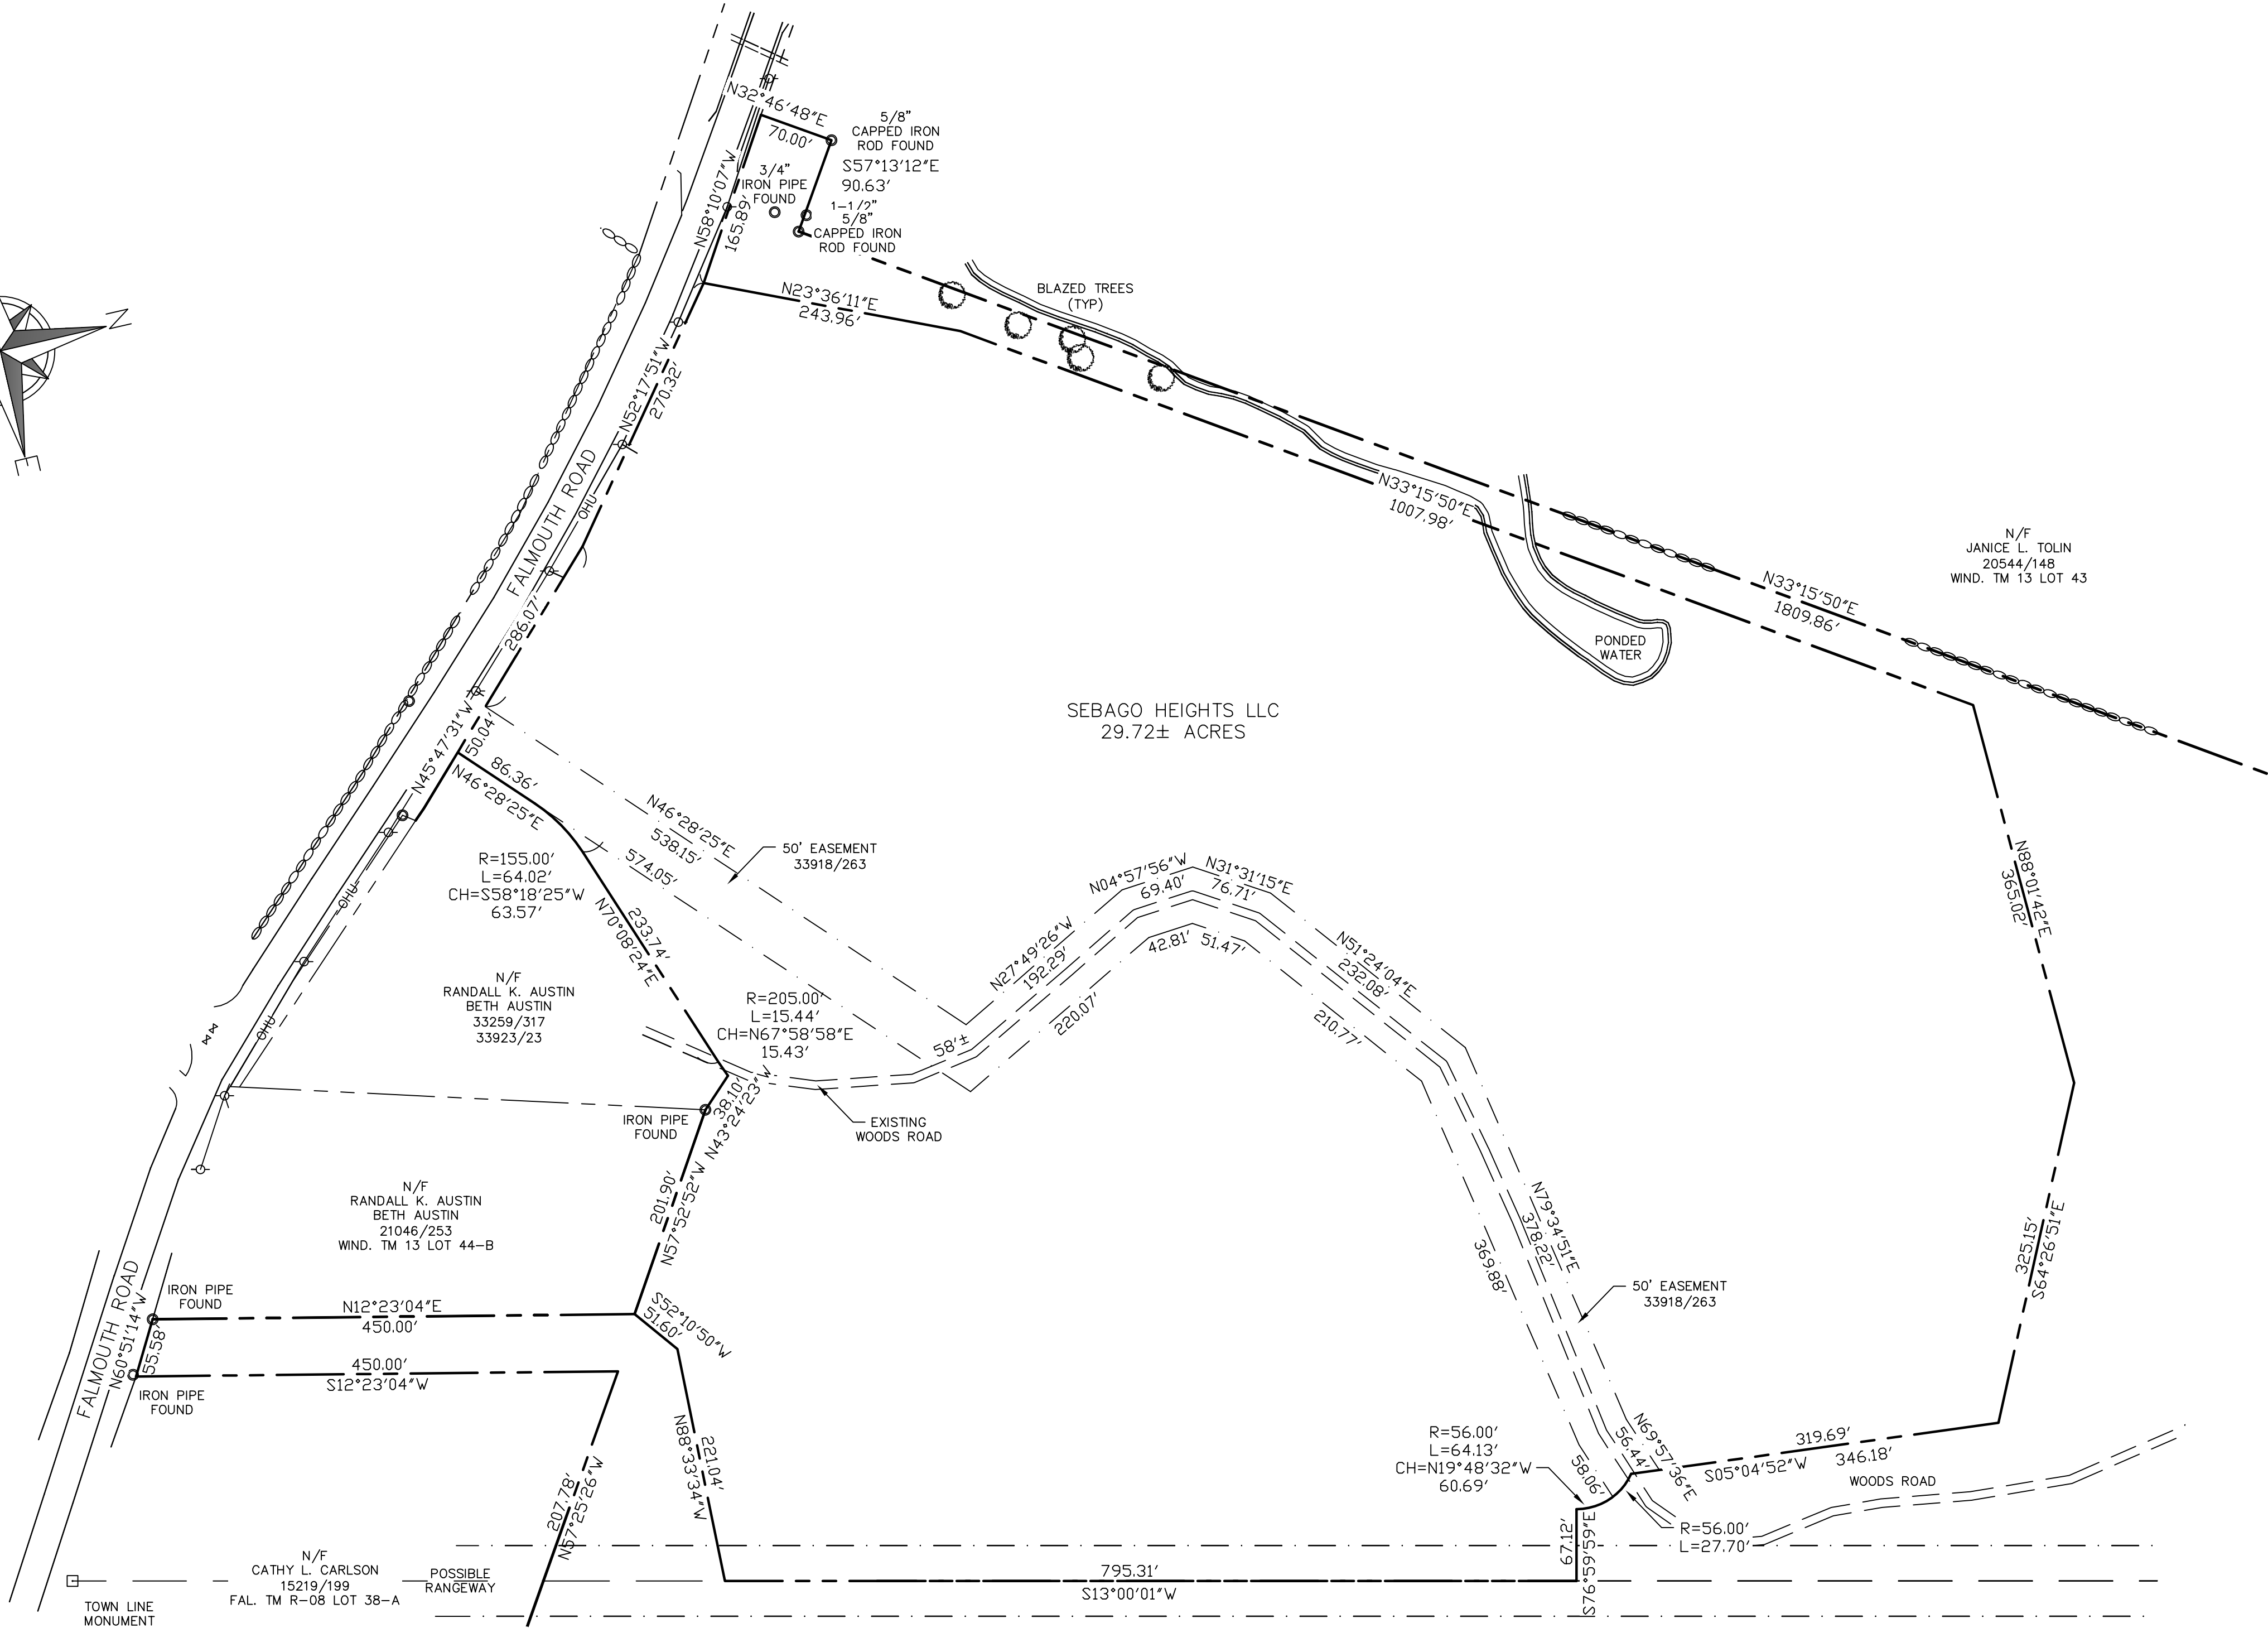 N
E
N32°46'48"E
70.00'
5/8"
CAPPED IRON
ROD FOUND
S57°13'12"E
90.63'
3/4"
IRON PIPE
FOUND
1-1/2"
5/8"
CAPPED IRON
ROD FOUND
N58°10'07"W
165.89'
N23°36'11"E
243.96'
BLAZED TREES
(TYP)
N52°17'51"W
270.32'
FALMOUTH ROAD
OHU
286.07'
N33°15'50"E
1007.98'
N33°15'50"E
1809.86'
N/F
JANICE L. TOLIN
20544/148
WIND. TM 13 LOT 43
PONDED
WATER
SEBAGO HEIGHTS LLC
29.72± ACRES
N45°47'31"W
50.04'
86.36'
N46°28'25"E
N46°28'25"E
538.15'
574.05'
50' EASEMENT
33918/263
R=155.00'
L=64.02'
CH=S58°18'25"W
63.57'
233.74'
N70°08'24"E
OHU
OHU
N/F
RANDALL K. AUSTIN
BETH AUSTIN
33259/317
33923/23
R=205.00'
L=15.44'
CH=N67°58'58"E
15.43'
58'±
N27°49'26"W
192.29'
220.07'
N04°57'56"W
69.40'
42.81'
N31°31'15"E
76.71'
51.47'
N51°24'04"E
232.08'
210.77'
N88°01'42"E
365.02'
IRON PIPE
FOUND
38.10'
N43°24'23"W
EXISTING
WOODS ROAD
201.90'
N57°52'52"W
N/F
RANDALL K. AUSTIN
BETH AUSTIN
21046/253
WIND. TM 13 LOT 44-B
N79°34'51"E
378.22'
369.88'
325.15'
S64°26'51"E
50' EASEMENT
33918/263
IRON PIPE
FOUND
N12°23'04"E
450.00'
S52°10'50"W
51.60'
FALMOUTH ROAD
N60°51'14"W
55.58'
450.00'
S12°23'04"W
IRON PIPE
FOUND
221.04'
N88°33'34"W
207.78'
N57°25'26"W
R=56.00'
L=64.13'
CH=N19°48'32"W
60.69'
58.06'
56.44'
N69°57'36"E
319.69'
S05°04'52"W
346.18'
WOODS ROAD
R=56.00'
L=27.70'
67.12'
S76°59'59"E
795.31'
S13°00'01"W
N/F
CATHY L. CARLSON
15219/199
FAL. TM R-08 LOT 38-A
POSSIBLE
RANGEWAY
TOWN LINE
MONUMENT